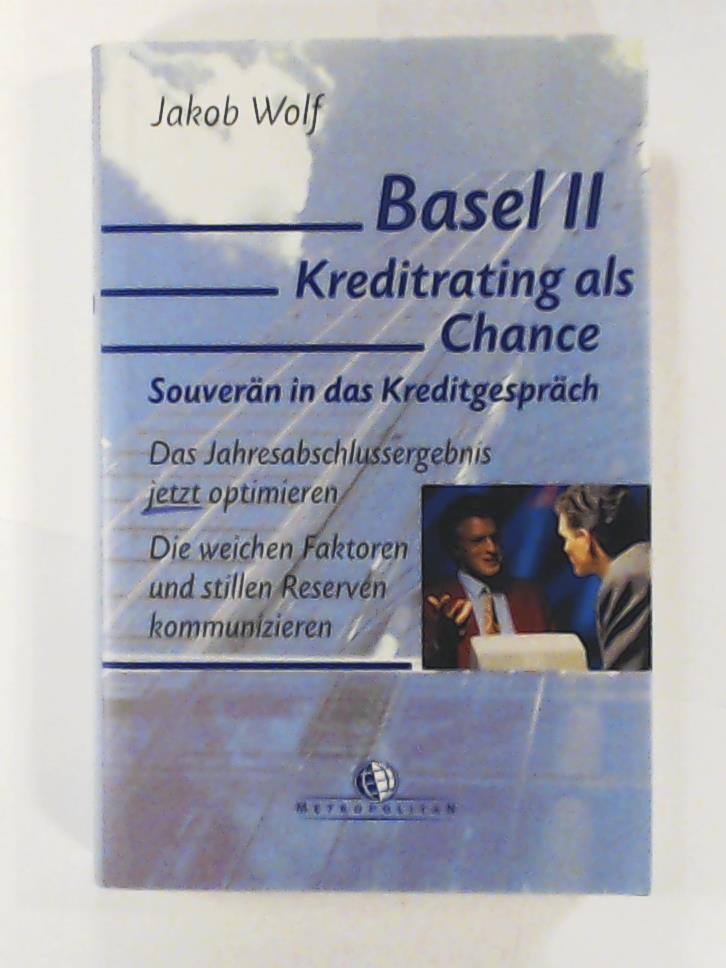 Jakob Wolf
Basel II
Kreditrating als
Chance
Souverän in das Kreditgespräch
Das Jahresabschlussergebnis
jetzt optimieren
Die weichen Faktoren
und stillen Reserven
kommunizieren
METROPOLITAN